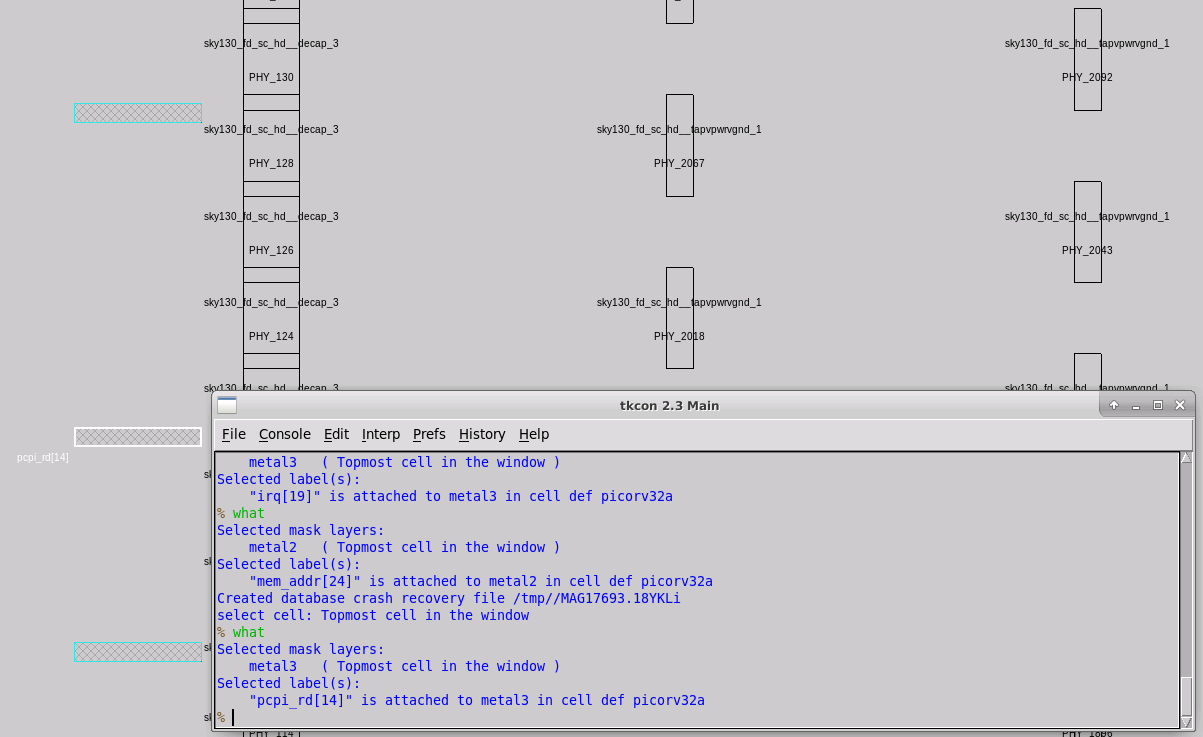 sky130_fd_sc_hd__decap_3
sky130_fd_sc_hd__tapvpwrvgnd_1
PHY_130
PHY_2092
sky130_fd_sc_hd__decap_3
sky130_fd_sc_hd__tapvpwrvgnd_1
PHY_128
PHY_2067
sky130_fd_sc_hd__decap_3
sky130_fd_sc_hd__tapvpwrvgnd_1
PHY_126
PHY_2043
sky130_fd_sc_hd__decap_3
sky130_fd_sc_hd__tapvpwrvgnd_1
PHY_124
PHY_2018
sky130_fd_sc_hd__decap_3
sky130_fd_sc_hd__tapvpwrvgnd_1
tkcon 2.3 Main
File Console Edit Interp Prefs History Help
pcpi_rd[14]
metal3 ( Topmost cell in the window )
Selected label(s):
"irq[19]" is attached to metal3 in cell def picorv32a
% what
Selected mask layers:
metal2 ( Topmost cell in the window )
Selected label(s):
"mem_addr[24]" is attached to metal2 in cell def picorv32a
Created database crash recovery file /tmp//MAG17693.18YKLi
select cell: Topmost cell in the window
% what
Selected mask layers:
metal3 ( Topmost cell in the window )
Selected label(s):
"pcpi_rd[14]" is attached to metal3 in cell def picorv32a
%
PHY_114